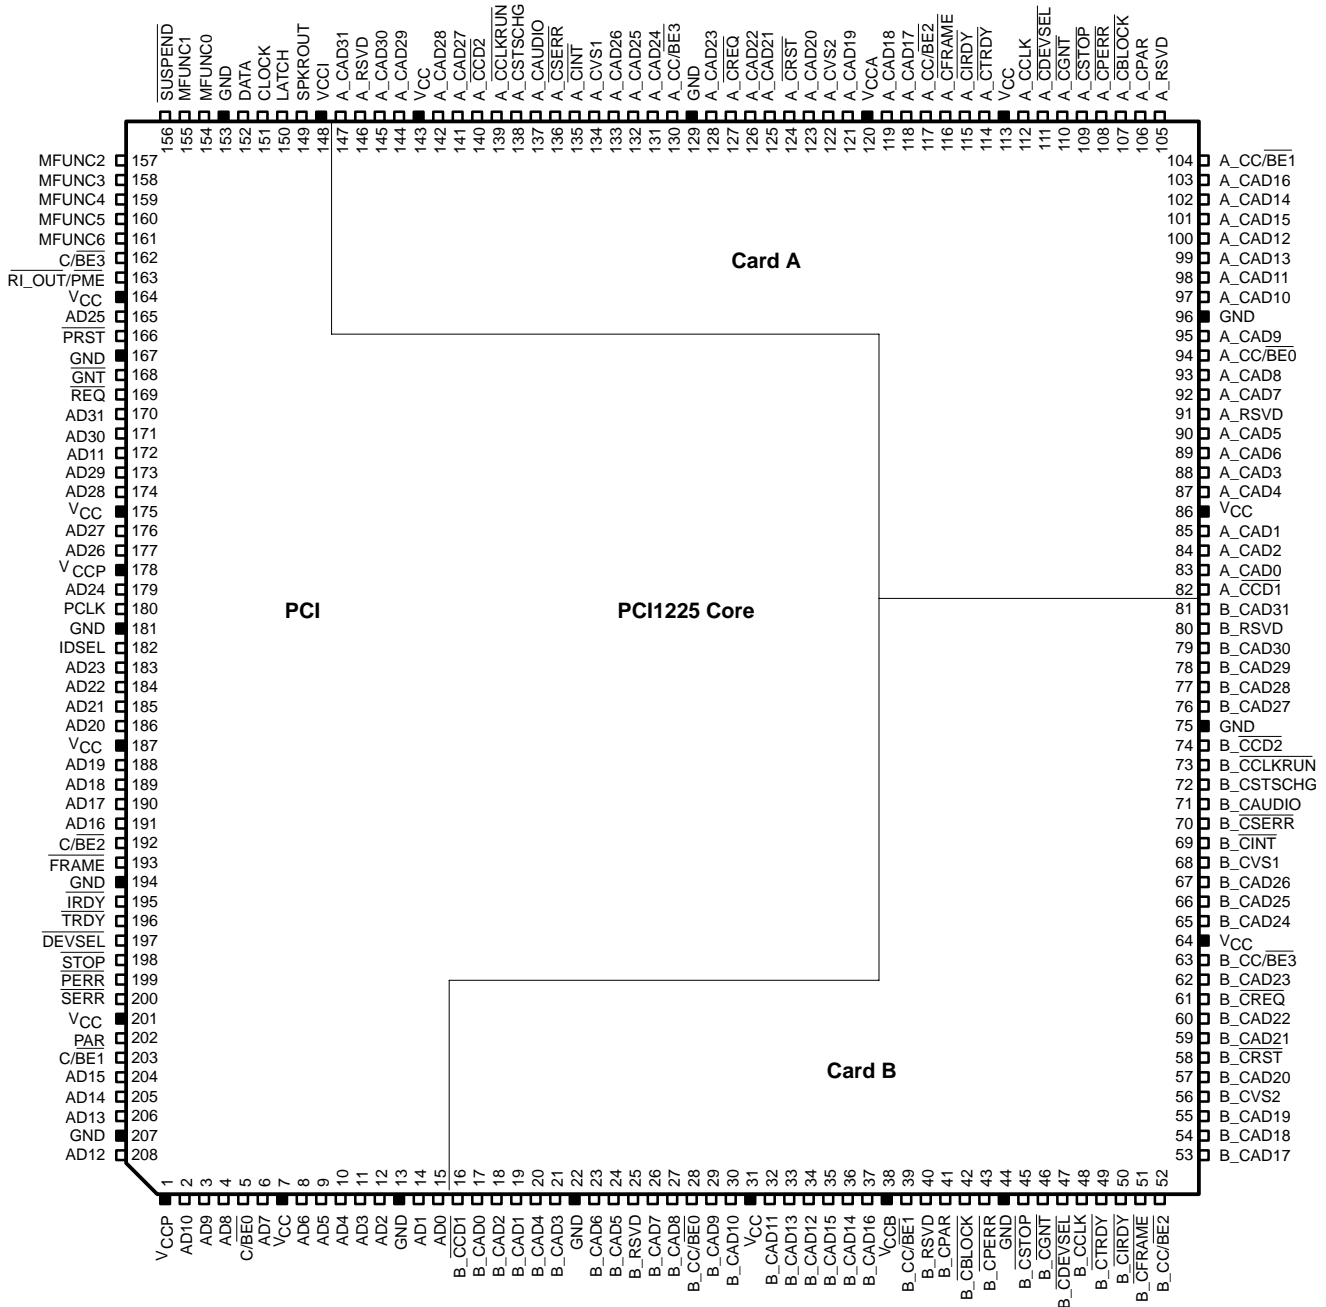 SUSPEND
MFUNC1
MFUNC0
GND
DATA
CLOCK
LATCH
SPKROUT
VCCI
A_CAD31
A_RSVD
A_CAD30
A_CAD29
VCC
A_CAD28
A_CAD27
A_CCD2
A_CCLKRUN
A_CSTSCHG
A_CAUDIO
A_CSERR
A_CINT
A_CVS1
A_CAD26
A_CAD25
A_CAD24
A_CC/BE3
GND
A_CAD23
A_CREQ
A_CAD22
A_CAD21
A_CRST
A_CAD20
A_CVS2
A_CAD19
VCCA
A_CAD18
A_CAD17
A_CC/BE2
A_CFRAME
A_CIRDY
A_CTRDY
VCC
A_CCLK
A_CDEVSEL
A_CGNT
A_CSTOP
A_CPERR
A_CBLOCK
A_CPAR
A_RSVD
156
155
154
153
152
151
150
149
148
147
146
145
144
143
142
141
140
139
138
137
136
135
134
133
132
131
130
129
128
127
126
125
124
123
122
121
120
119
118
117
116
115
114
113
112
111
110
109
108
107
106
105
MFUNC2 157
MFUNC3 158
MFUNC4 159
MFUNC5 160
MFUNC6 161
C/BE3 162
RI_OUT/PME 163
VCC 164
AD25 165
PRST 166
GND 167
GNT 168
REQ 169
AD31 170
AD30 171
AD11 172
AD29 173
AD28 174
VCC 175
AD27 176
AD26 177
VCCP 178
AD24 179
PCLK 180
GND 181
IDSEL 182
AD23 183
AD22 184
AD21 185
AD20 186
VCC 187
AD19 188
AD18 189
AD17 190
AD16 191
C/BE2 192
FRAME 193
GND 194
IRDY 195
TRDY 196
DEVSEL 197
STOP 198
PERR 199
SERR 200
VCC 201
PAR 202
C/BE1 203
AD15 204
AD14 205
AD13 206
GND 207
AD12 208
Card A
PCI
PCI1225 Core
Card B
104 A_CC/BE1
103 A_CAD16
102 A_CAD14
101 A_CAD15
100 A_CAD12
99 A_CAD13
98 A_CAD11
97 A_CAD10
96 GND
95 A_CAD9
94 A_CC/BE0
93 A_CAD8
92 A_CAD7
91 A_RSVD
90 A_CAD5
89 A_CAD6
88 A_CAD3
87 A_CAD4
86 VCC
85 A_CAD1
84 A_CAD2
83 A_CAD0
82 A_CCD1
81 B_CAD31
80 B_RSVD
79 B_CAD30
78 B_CAD29
77 B_CAD28
76 B_CAD27
75 GND
74 B_CCD2
73 B_CCLKRUN
72 B_CSTSCHG
71 B_CAUDIO
70 B_CSERR
69 B_CINT
68 B_CVS1
67 B_CAD26
66 B_CAD25
65 B_CAD24
64 VCC
63 B_CC/BE3
62 B_CAD23
61 B_CREQ
60 B_CAD22
59 B_CAD21
58 B_CRST
57 B_CAD20
56 B_CVS2
55 B_CAD19
54 B_CAD18
53 B_CAD17
1
2
3
4
5
6
7
8
9
10
11
12
13
14
15
16
17
18
19
20
21
22
23
24
25
26
27
28
29
30
31
32
33
34
35
36
37
38
39
40
41
42
43
44
45
46
47
48
49
50
51
52
VCCP
AD10
AD9
AD8
C/BE0
AD7
VCC
AD6
AD5
AD4
AD3
AD2
GND
AD1
AD0
B_CCD1
B_CAD0
B_CAD2
B_CAD1
B_CAD4
B_CAD3
GND
B_CAD6
B_CAD5
B_RSVD
B_CAD7
B_CAD8
B_CC/BE0
B_CAD9
B_CAD10
VCC
B_CAD11
B_CAD13
B_CAD12
B_CAD15
B_CAD14
B_CAD16
VCCB
B_CC/BE1
B_RSVD
B_CPAR
B_CBLOCK
B_CPERR
GND
B_CSTOP
B_CGNT
B_CDEVSEL
B_CCLK
B_CTRDY
B_CIRDY
B_CFRAME
B_CC/BE2